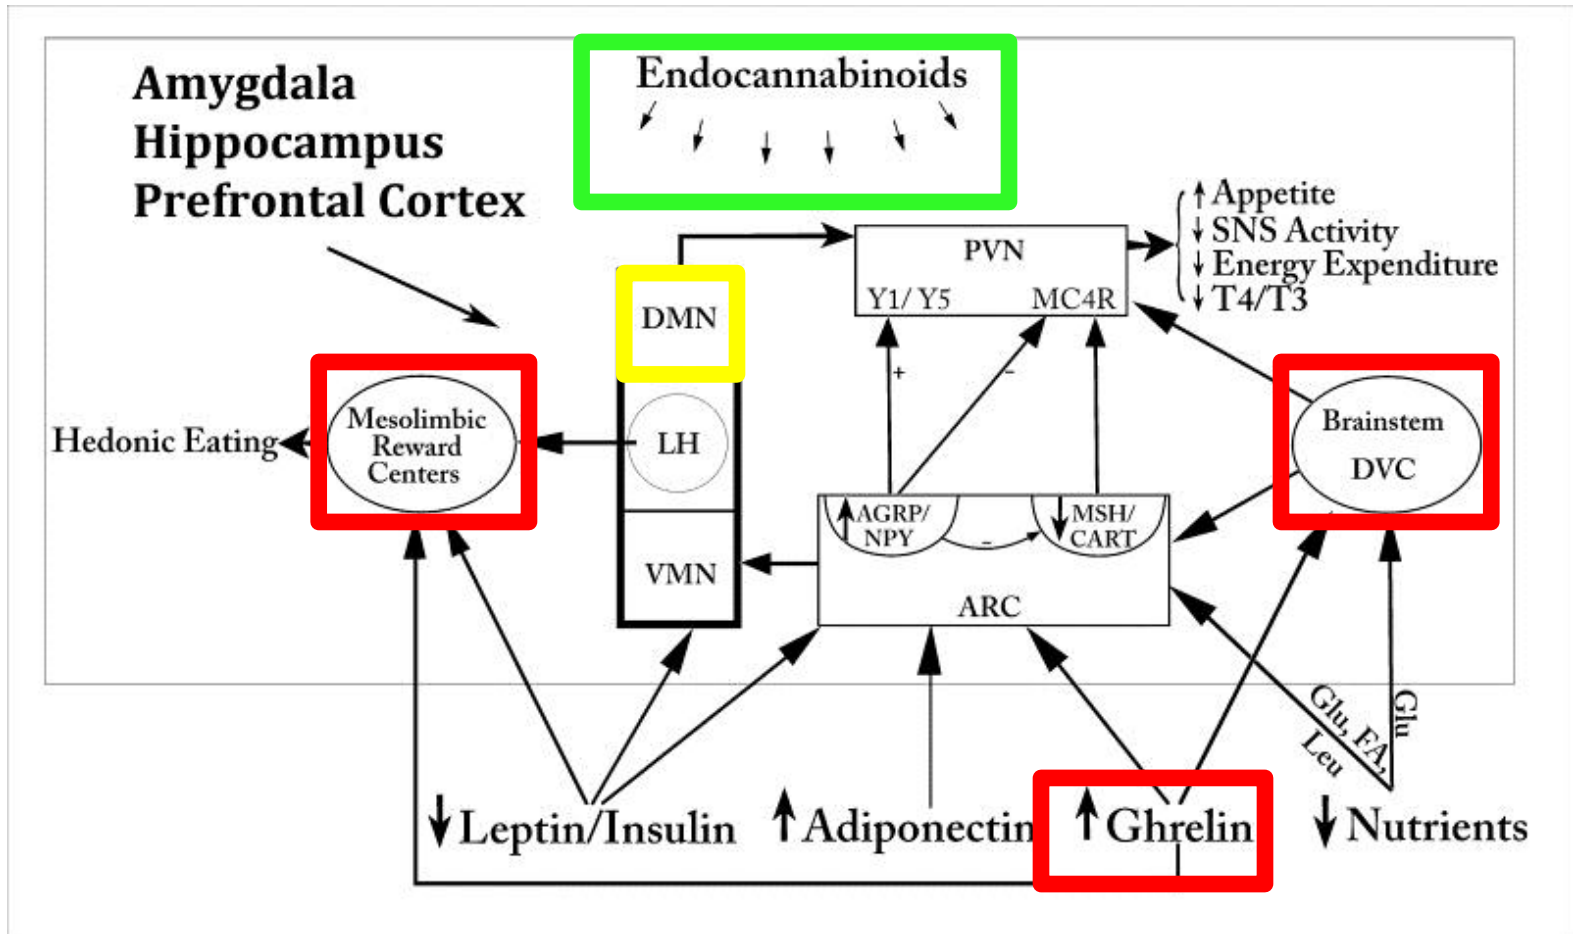 Amygdala
Hippocampus
Prefrontal Cortex
Endocannabinoids
↑ Appetite
↓ SNS Activity
↓ Energy Expenditure
↓ T4/T3
PVN
Y1/ Y5 MC4R
DMN
LH
VMN
Mesolimbic
Reward
Centers
Hedonic Eating
+
-
Brainstem
DVC
↑ AGRP/
NPY
-
↓ MSH/
CART
ARC
Glu, FA,
Leu
Glu
↓ Leptin/Insulin
↑ Adiponectin
↑ Ghrelin
↓ Nutrients